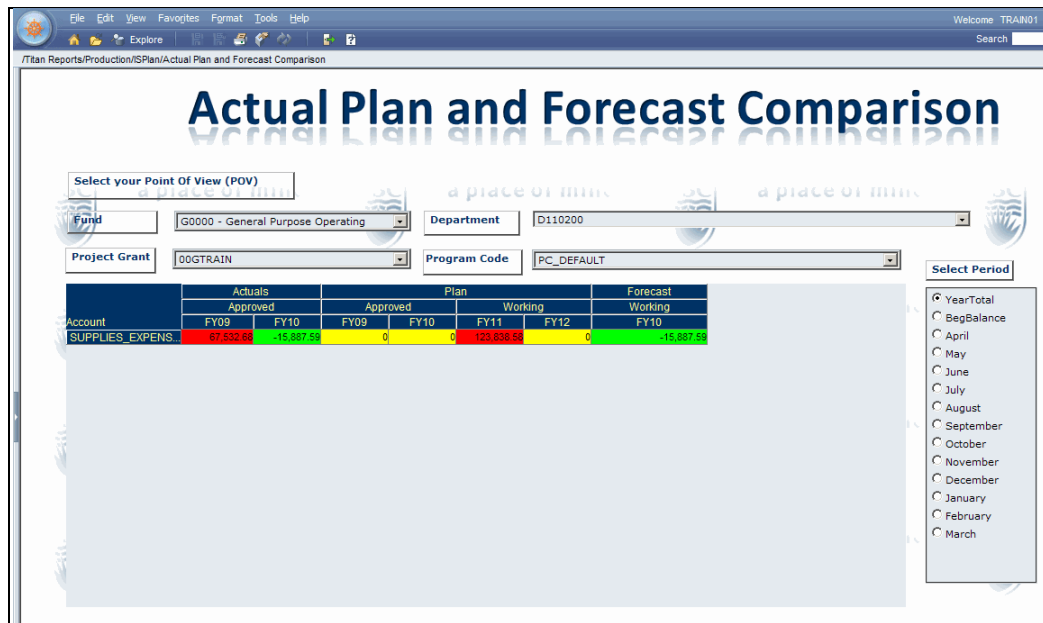 File Edit View Favorites Format Tools Help
Welcome TRAIN01
Explore
Search
/Titan Reports/Production/ISPlan/Actual Plan and Forecast Comparison
Actual Plan and Forecast Comparison
Select your Point Of View (POV)
a place of
a place of
Fund
G0000 - General Purpose Operating
Department
D110200
Project Grant
00GTRAIN
Program Code
PC_DEFAULT
Select Period
Actuals Plan Forecast
Approved Approved Working Working
Account FY09 FY10 FY09 FY10 FY11 FY12 FY10
SUPPLIES_EXPENS... 67,532.68 -15,887.59 0 0 123,838.58 0 -15,887.59
YearTotal
BegBalance
April
May
June
July
August
September
October
November
December
January
February
March